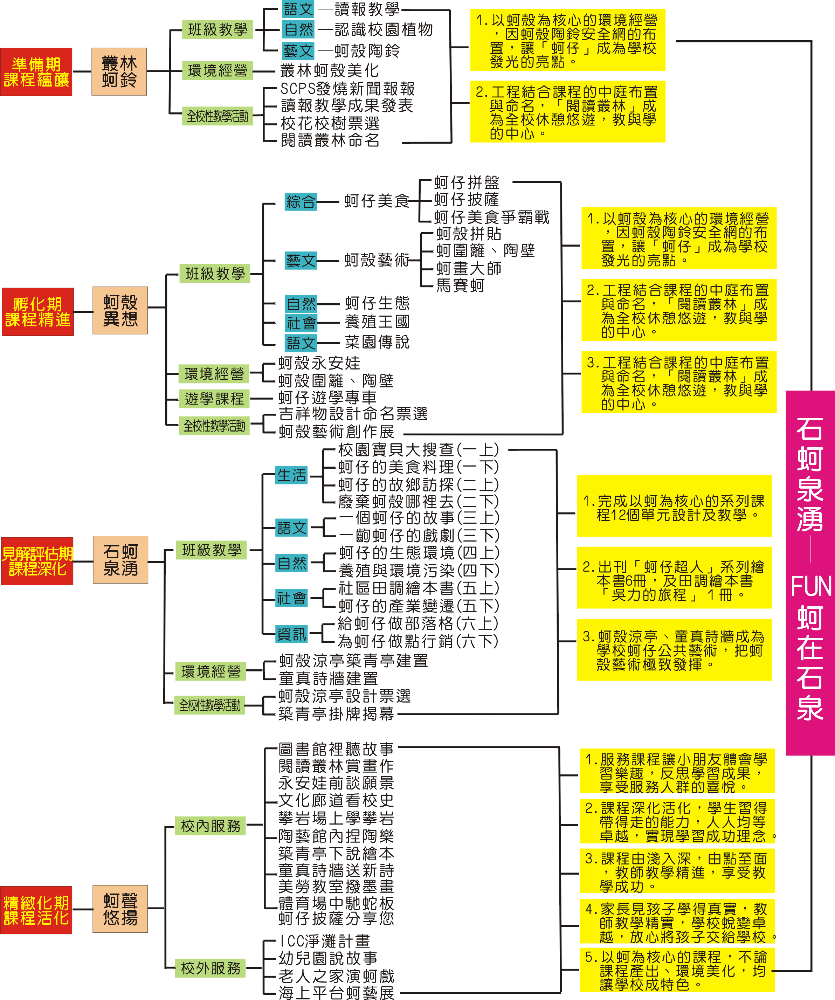 準備期
課程蘊釀
叢林
蚵鈴
班級教學
語文
讀報教學
自然
認識校園植物
藝文
蚵殼陶鈴
環境經營
叢林蚵殼美化
全校性教學活動
SCPS發燒新聞報報
讀報教學成果發表
校花校樹票選
閱讀叢林命名
1.以蚵殼為核心的環境經營
，因蚵殼陶鈴安全網的布
置，讓「蚵仔」成為學校
發光的亮點。
2.工程結合課程的中庭布置
與命名，「閱讀叢林」成
為全校休憩悠遊，教與學
的中心。
孵化期
課程精進
蚵殼
異想
班級教學
綜合
蚵仔美食
蚵仔拼盤
蚵仔披薩
蚵仔美食爭霸戰
藝文
蚵殼藝術
蚵殼拼貼
蚵圍籬、陶壁
蚵畫大師
馬賽蚵
自然
蚵仔生態
社會
養殖王國
語文
菜園傳說
環境經營
蚵殼永安娃
蚵殼圍籬、陶壁
遊學課程
蚵仔遊學專車
全校性教學活動
吉祥物設計命名票選
蚵殼藝術創作展
1.以蚵殼為核心的環境經營
，因蚵殼陶鈴安全網的布
置，讓「蚵仔」成為學校
發光的亮點。
2.工程結合課程的中庭布置
與命名，「閱讀叢林」成
為全校休憩悠遊，教與學
的中心。
3.工程結合課程的中庭布置
與命名，「閱讀叢林」成
為全校休憩悠遊，教與學
的中心。
見解評估期
課程深化
石蚵
泉湧
班級教學
生活
校園寶貝大搜查(一上)
蚵仔的美食料理(一下)
蚵仔的故鄉訪探(二上)
廢棄蚵殼哪裡去(二下)
語文
一個蚵仔的故事(三上)
一齣蚵仔的戲劇(三下)
自然
蚵仔的生態環境(四上)
養殖與環境污染(四下)
社會
社區田調繪本書(五上)
蚵仔的產業變遷(五下)
資訊
給蚵仔做部落格(六上)
為蚵仔做點行銷(六下)
環境經營
蚵殼涼亭築青亭建置
童真詩牆建置
全校性教學活動
蚵殼涼亭設計票選
築青亭掛牌揭幕
1.完成以蚵為核心的系列課
程12個單元設計及教學。
2.出刊「蚵仔超人」系列繪
本書6冊，及田調繪本書
「吳力的旅程」1冊。
3.蚵殼涼亭、童真詩牆成為
學校蚵仔公共藝術，把蚵
殼藝術極致發揮。
精緻化期
課程活化
蚵聲
悠揚
校內服務
圖書館裡聽故事
閱讀叢林賞畫作
永安娃前談願景
文化廊道看校史
攀岩場上學攀岩
陶藝館內捏陶樂
築青亭下說繪本
童真詩牆送新詩
美勞教室撥墨畫
體育場中馳蛇板
蚵仔披薩分享您
校外服務
ICC淨灘計畫
幼兒園說故事
老人之家演蚵戲
海上平台蚵藝展
1.服務課程讓小朋友體會學
習樂趣，反思學習成果，
享受服務人群的喜悅。
2.課程深化活化，學生習得
帶得走的能力，人人均等
卓越，實現學習成功理念。
3.課程由淺入深，由點至面
，教師教學精進，享受教
學成功。
4.家長見孩子學得真實，教
師教學精實，學校蛻變卓
越，放心將孩子交給學校。
5.以蚵為核心的課程，不論
課程產出、環境美化，均
讓學校成特色。
石蚵泉湧—FUN蚵在石泉